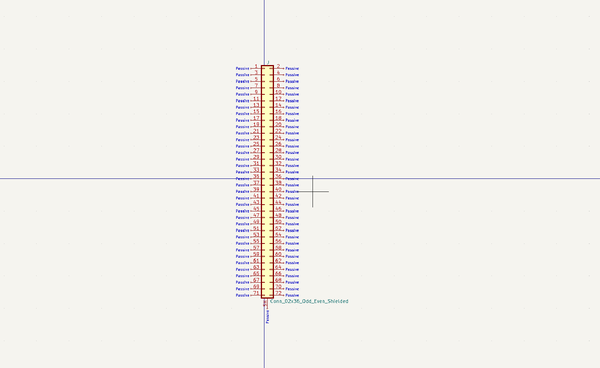 J
Passive 1 2 Passive
Passive 3 4 Passive
Passive 5 6 Passive
Passive 7 8 Passive
Passive 9 10 Passive
Passive 11 12 Passive
Passive 13 14 Passive
Passive 15 16 Passive
Passive 17 18 Passive
Passive 19 20 Passive
Passive 21 22 Passive
Passive 23 24 Passive
Passive 25 26 Passive
Passive 27 28 Passive
Passive 29 30 Passive
Passive 31 32 Passive
Passive 33 34 Passive
Passive 35 36 Passive
Passive 37 38 Passive
Passive 39 40 Passive
Passive 41 42 Passive
Passive 43 44 Passive
Passive 45 46 Passive
Passive 47 48 Passive
Passive 49 50 Passive
Passive 51 52 Passive
Passive 53 54 Passive
Passive 55 56 Passive
Passive 57 58 Passive
Passive 59 60 Passive
Passive 61 62 Passive
Passive 63 64 Passive
Passive 65 66 Passive
Passive 67 68 Passive
Passive 69 70 Passive
Passive 71 72 Passive
Conn_02x36_Odd_Even_Shielded
Passive